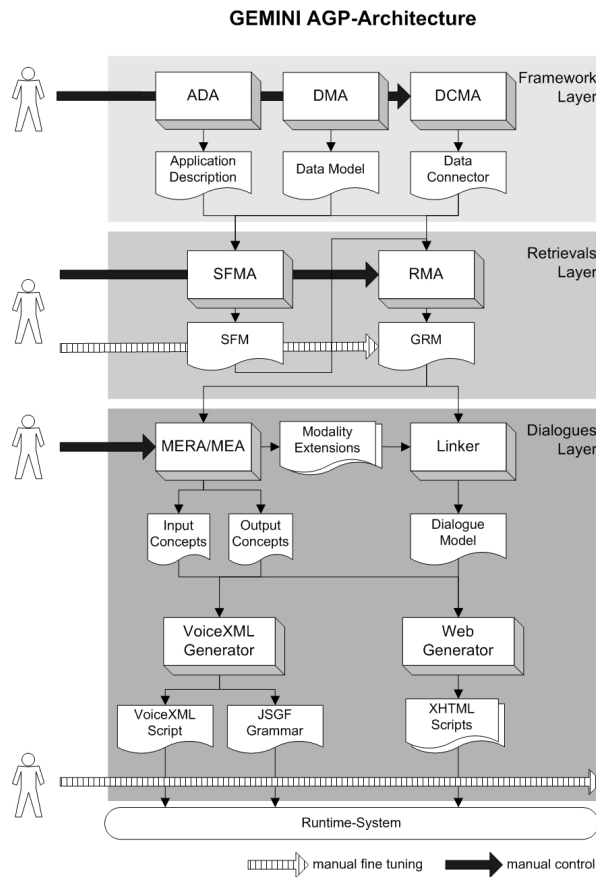 GEMINI AGP-Architecture
Framework
Layer
ADA
DMA
DCMA
Application
Description
Data Model
Data
Connector
Retrievals
Layer
SFMA
RMA
SFM
GRM
Dialogues
Layer
MERA/MEA
Modality
Extensions
Linker
Input
Concepts
Output
Concepts
Dialogue
Model
VoiceXML
Generator
Web
Generator
VoiceXML
Script
JSGF
Grammar
XHTML
Scripts
Runtime-System
manual fine tuning
manual control